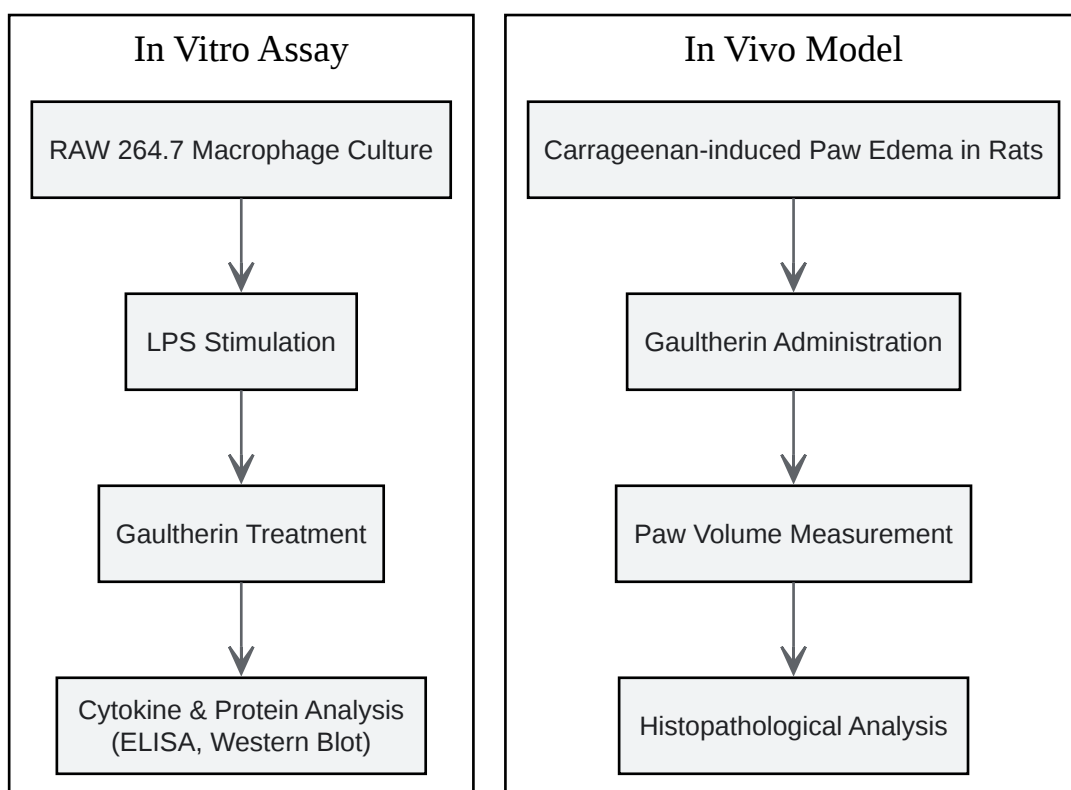 In Vitro Assay
RAW 264.7 Macrophage Culture
LPS Stimulation
Gaultherin Treatment
Cytokine & Protein Analysis
(ELISA, Western Blot)
In Vivo Model
Carrageenan-induced Paw Edema in Rats
Gaultherin Administration
Paw Volume Measurement
Histopathological Analysis